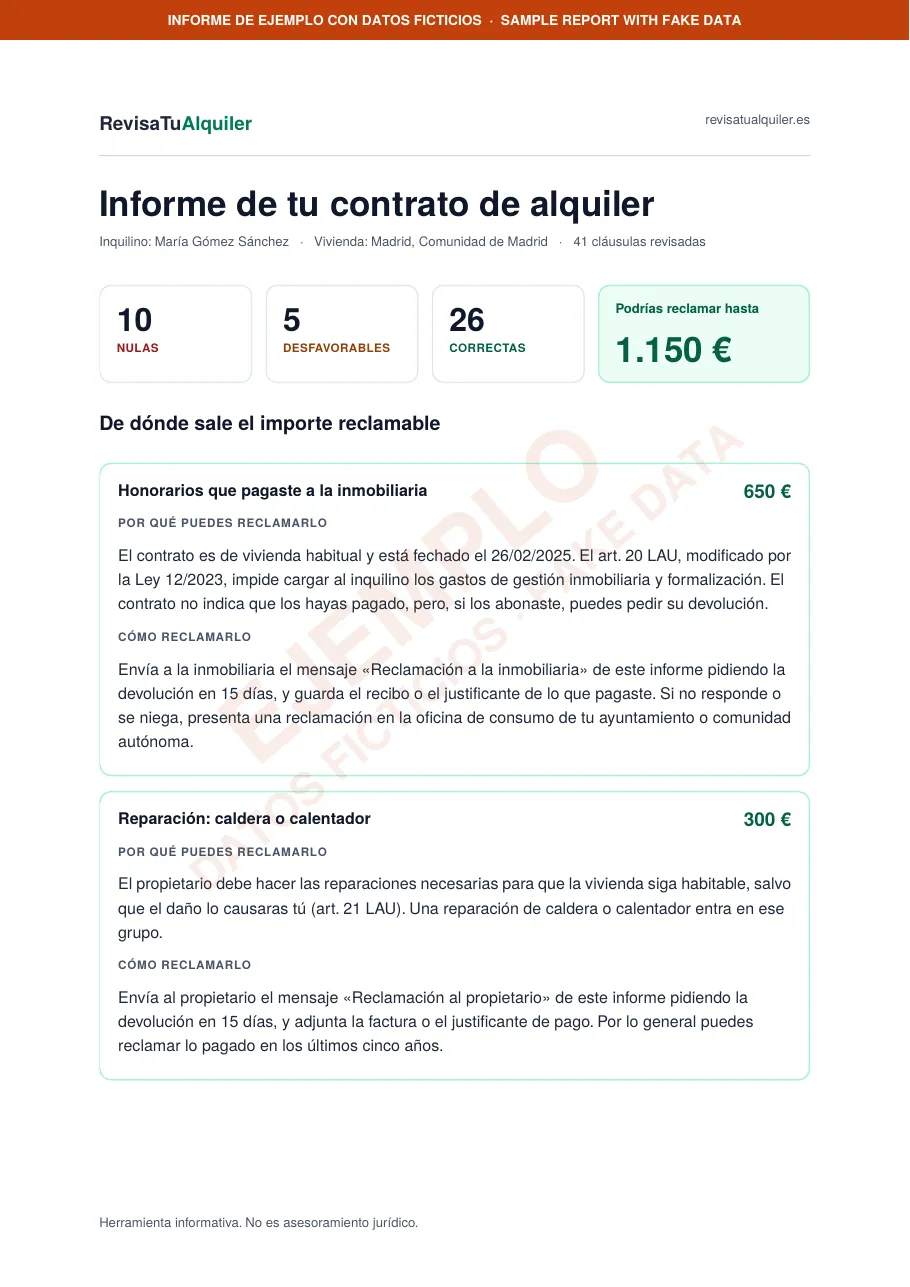 INFORME DE EJEMPLO CON DATOS FICTICIOS · SAMPLE REPORT WITH FAKE DATA
RevisaTuAlquiler
revisatualquiler.es
Informe de tu contrato de alquiler
Inquilino: María Gómez Sánchez · Vivienda: Madrid, Comunidad de Madrid · 41 cláusulas revisadas
10
NULAS
5
DESFAVORABLES
26
CORRECTAS
Podrías reclamar hasta
1.150 €
De dónde sale el importe reclamable
Honorarios que pagaste a la inmobiliaria
650 €
POR QUÉ PUEDES RECLAMARLO
El contrato es de vivienda habitual y está fechado el 26/02/2025. El art. 20 LAU, modificado por
la Ley 12/2023, impide cargar al inquilino los gastos de gestión inmobiliaria y formalización. El
contrato no indica que los hayas pagado, pero, si los abonaste, puedes pedir su devolución.
CÓMO RECLAMARLO
Envía a la inmobiliaria el mensaje «Reclamación a la inmobiliaria» de este informe pidiendo la
devolución en 15 días, y guarda el recibo o el justificante de lo que pagaste. Si no responde o
se niega, presenta una reclamación en la oficina de consumo de tu ayuntamiento o comunidad
autónoma.
Reparación: caldera o calentador
300 €
POR QUÉ PUEDES RECLAMARLO
El propietario debe hacer las reparaciones necesarias para que la vivienda siga habitable, salvo
que el daño lo causaras tú (art. 21 LAU). Una reparación de caldera o calentador entra en ese
grupo.
CÓMO RECLAMARLO
Envía al propietario el mensaje «Reclamación al propietario» de este informe pidiendo la
devolución en 15 días, y adjunta la factura o el justificante de pago. Por lo general puedes
reclamar lo pagado en los últimos cinco años.
EJEMPLO
DATOS FICTICIOS · FAKE DATA
Herramienta informativa. No es asesoramiento jurídico.